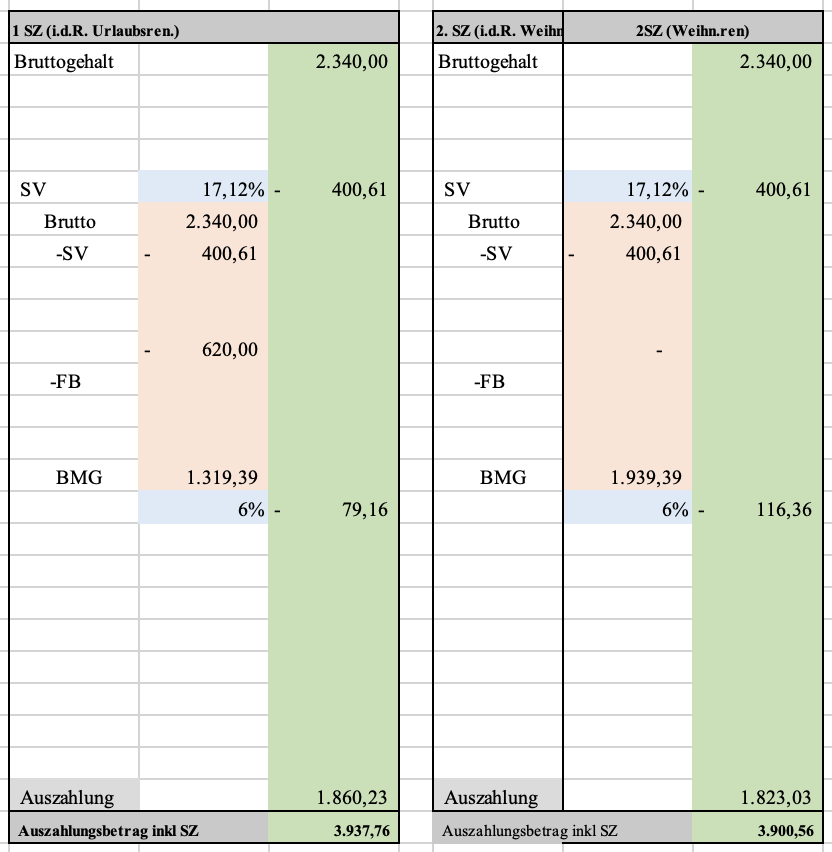 1 SZ (i.d.R. Urlaubsren.)
Bruttogehalt 2.340,00
SV 17,12% - 400,61
Brutto 2.340,00
-SV - 400,61
- 620,00
-FB
BMG 1.319,39
6% - 79,16
Auszahlung 1.860,23
Auszahlungsbetrag inkl SZ 3.937,76
2. SZ (i.d.R. Weihn 2SZ (Weihn.ren)
Bruttogehalt 2.340,00
SV 17,12% - 400,61
Brutto 2.340,00
-SV - 400,61
-
-FB
BMG 1.939,39
6% - 116,36
Auszahlung 1.823,03
Auszahlungsbetrag inkl SZ 3.900,56